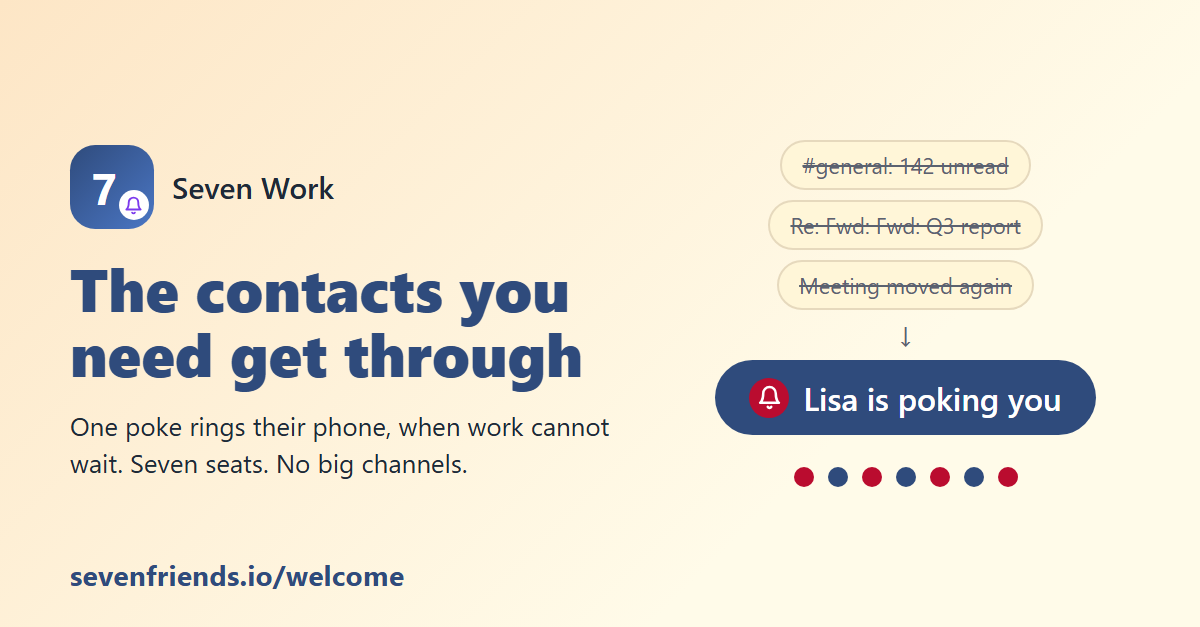 7
Seven Work
The contacts you
need get through
One poke rings their phone, when work cannot
wait. Seven seats. No big channels.
sevenfriends.io/welcome
#general: 142 unread
Re: Fwd: Fwd: Q3 report
Meeting moved again
↓
Lisa is poking you